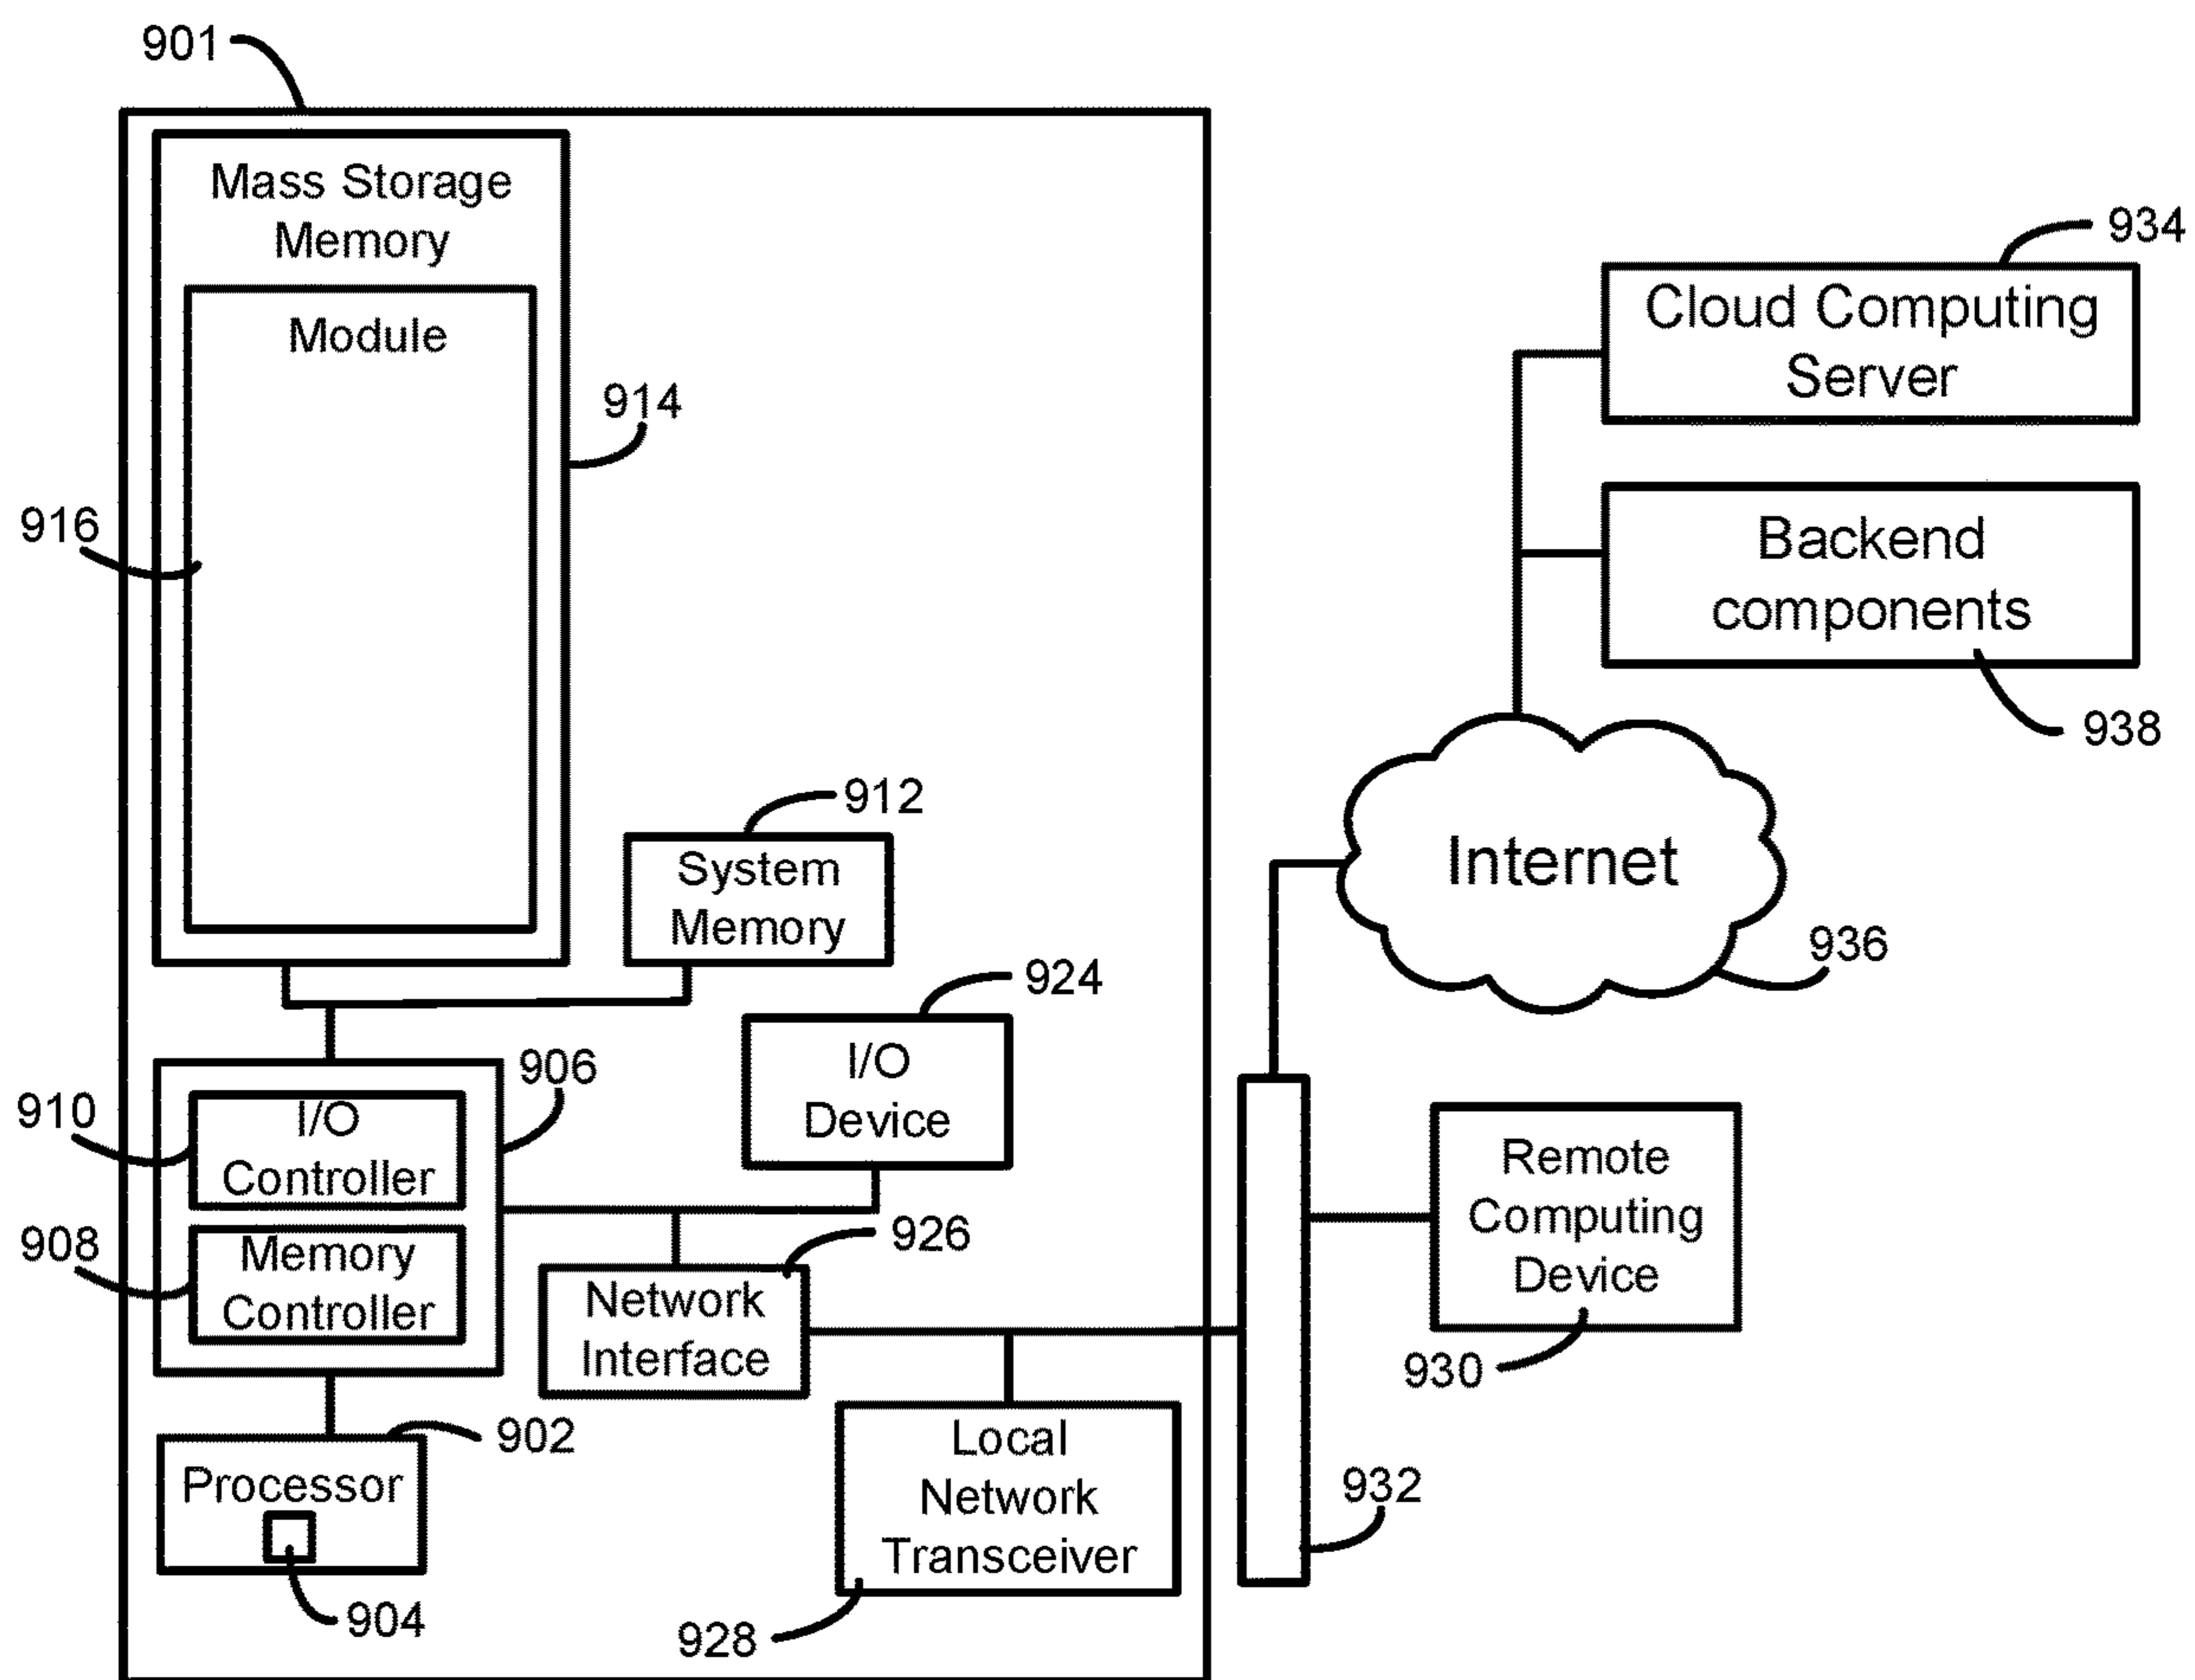 901
Mass Storage
Memory
Module
914
916
934
Cloud Computing
Server
Backend
components
938
912
System
Memory
Internet
936
924
I/O
Device
906
910
I/O
Controller
908
Memory
Controller
926
Network
Interface
Remote
Computing
Device
930
902
Processor
904
Local
Network
Transceiver
928
932